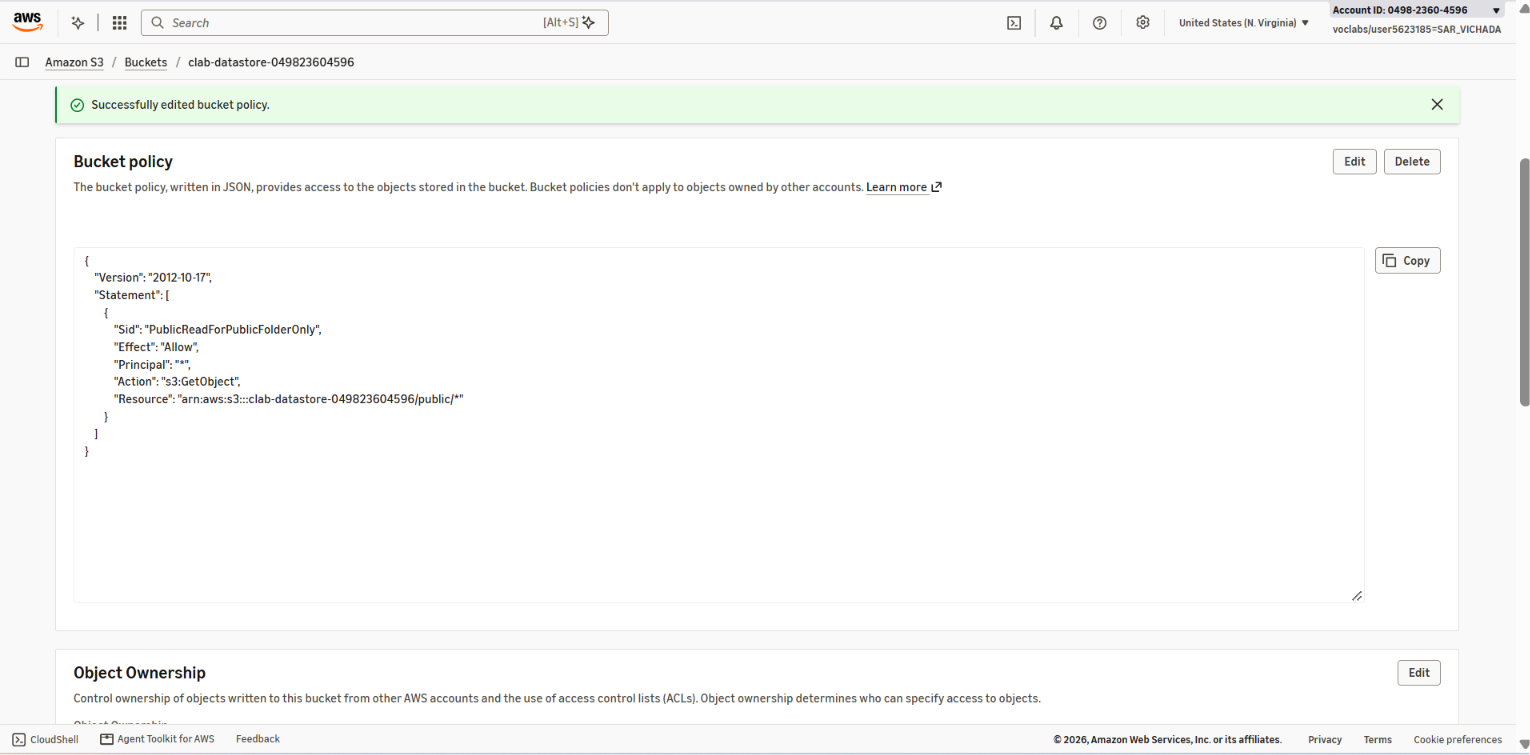 aws
Search
[Alt+S]
United States (N. Virginia)
Account ID: 0498-2360-4596
voclabs/user5623185=SAR_VICHADA
Amazon S3 / Buckets / clab-datastore-049823604596
Successfully edited bucket policy.
Bucket policy
Edit
Delete
The bucket policy, written in JSON, provides access to the objects stored in the bucket. Bucket policies don't apply to objects owned by other accounts. Learn more
Copy
{
"Version": "2012-10-17",
"Statement": [
{
"Sid": "PublicReadForPublicFolderOnly",
"Effect": "Allow",
"Principal": "*",
"Action": "s3:GetObject",
"Resource": "arn:aws:s3:::clab-datastore-049823604596/public/*"
}
]
}
Object Ownership
Edit
Control ownership of objects written to this bucket from other AWS accounts and the use of access control lists (ACLs). Object ownership determines who can specify access to objects.
Object Ownership
CloudShell
Agent Toolkit for AWS
Feedback
© 2026, Amazon Web Services, Inc. or its affiliates.
Privacy
Terms
Cookie preferences